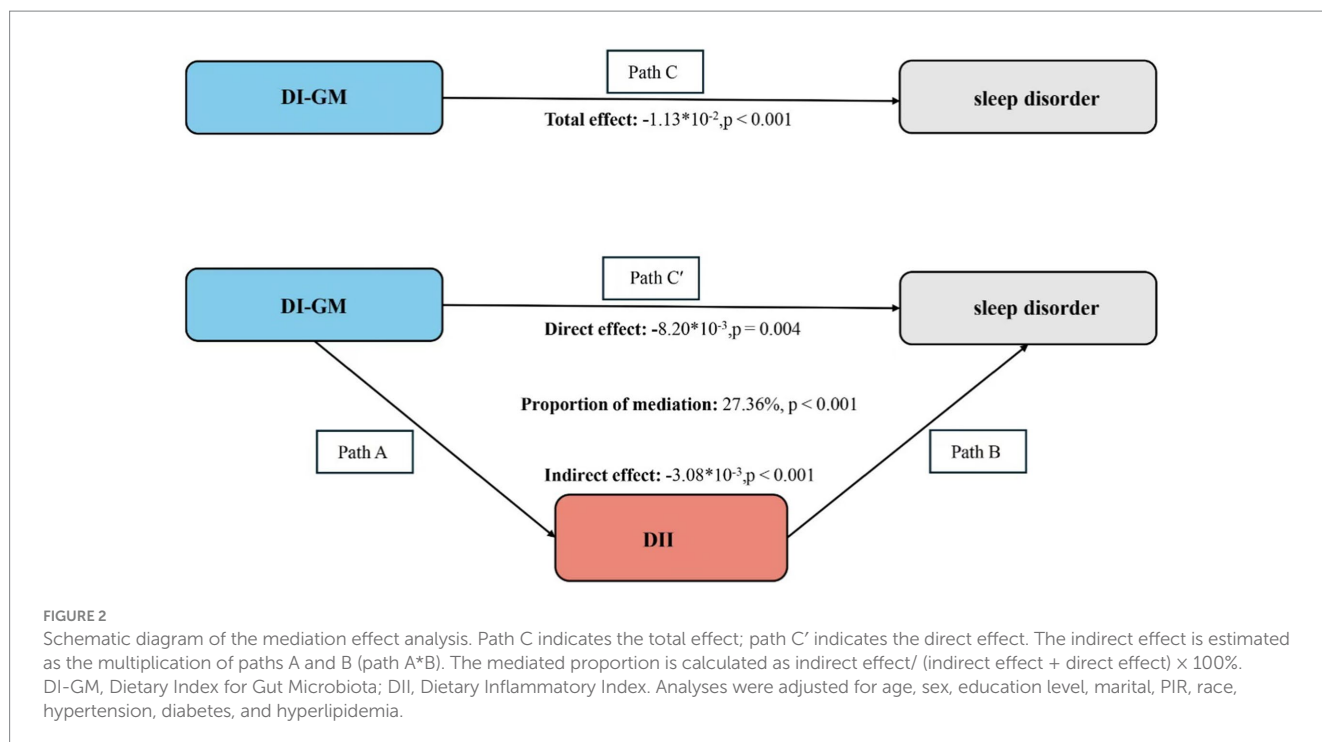 Path C
DI-GM
sleep disorder
Total effect: -1.13*10⁻²,p < 0.001
Path C′
DI-GM
sleep disorder
Direct effect: -8.20*10⁻³,p = 0.004
Proportion of mediation: 27.36%, p < 0.001
Path A
Path B
Indirect effect: -3.08*10⁻³,p < 0.001
DII
FIGURE 2
Schematic diagram of the mediation effect analysis. Path C indicates the total effect; path C′ indicates the direct effect. The indirect effect is estimated
as the multiplication of paths A and B (path A*B). The mediated proportion is calculated as indirect effect/ (indirect effect + direct effect) × 100%.
DI-GM, Dietary Index for Gut Microbiota; DII, Dietary Inflammatory Index. Analyses were adjusted for age, sex, education level, marital, PIR, race,
hypertension, diabetes, and hyperlipidemia.